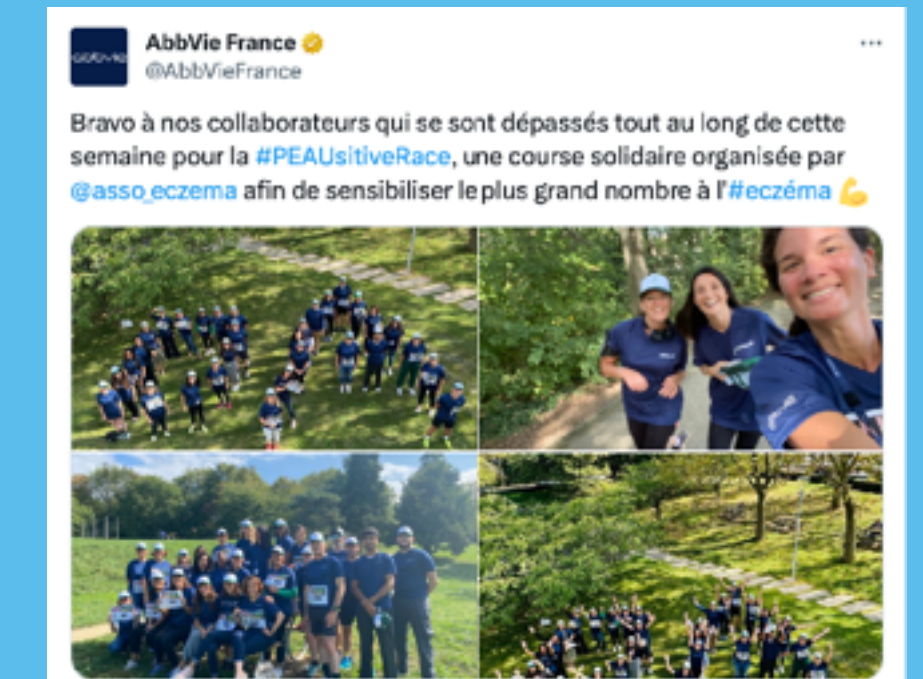 abbvie
AbbVie France
@AbbVieFrance
Bravo à nos collaborateurs qui se sont dépassés tout au long de cette
semaine pour la #PEAUsitiveRace, une course solidaire organisée par
@asso_eczema afin de sensibiliser le plus grand nombre à l'#eczéma